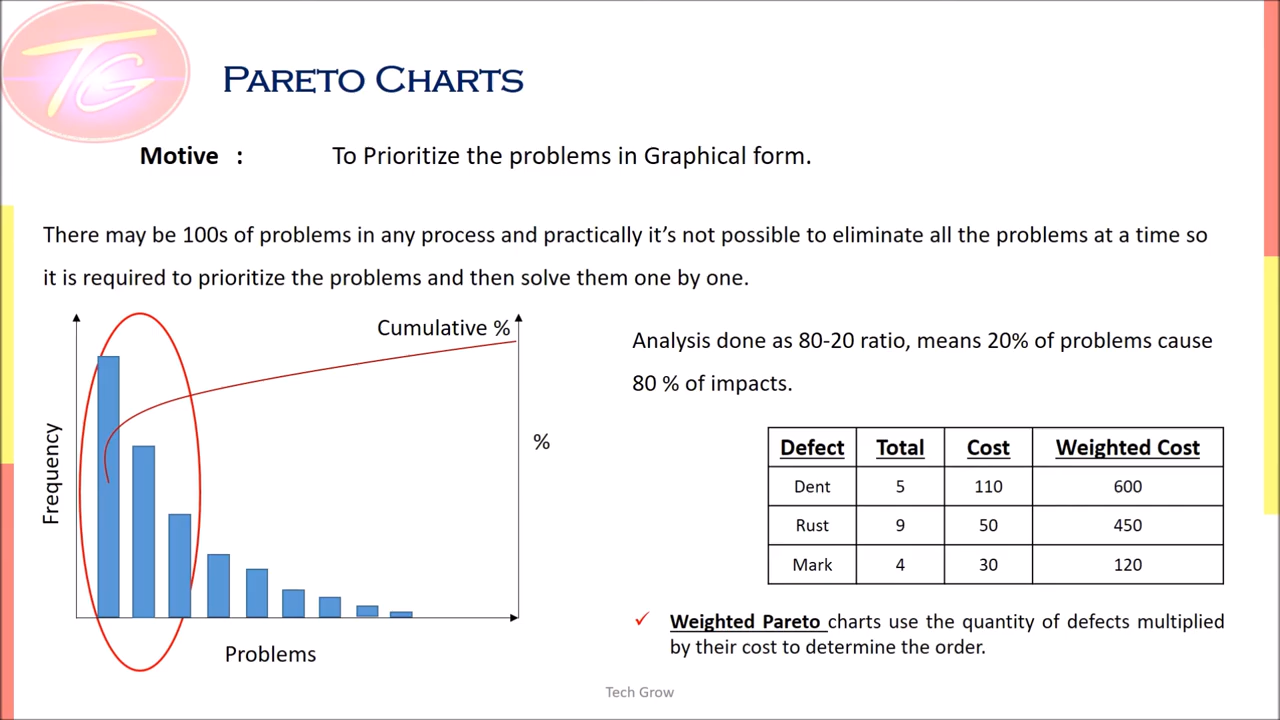 TG
PARETO CHARTS
Motive : To Prioritize the problems in Graphical form.
There may be 100s of problems in any process and practically it's not possible to eliminate all the problems at a time so
it is required to prioritize the problems and then solve them one by one.
Cumulative %
Frequency
%
Problems
Analysis done as 80-20 ratio, means 20% of problems cause
80 % of impacts.
Defect Total Cost Weighted Cost
Dent 5 110 600
Rust 9 50 450
Mark 4 30 120
✓ Weighted Pareto charts use the quantity of defects multiplied
by their cost to determine the order.
Tech Grow